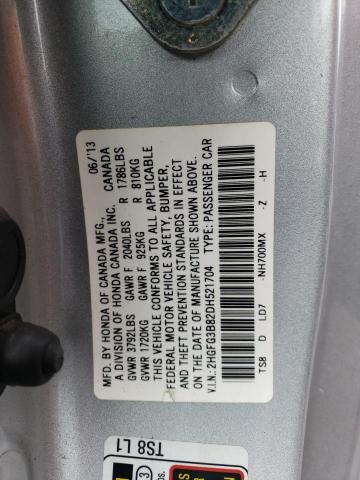 MFD. BY HONDA OF CANADA MFG., 06/'13
A DIVISION OF HONDA CANADA INC. CANADA
GVWR 3792LBS GAWR F 2040LBS R 1786LBS
GVWR 1720KG GAWR F 925KG R 810KG
THIS VEHICLE CONFORMS TO ALL APPLICABLE
FEDERAL MOTOR VEHICLE SAFETY, BUMPER, AND
THEFT PREVENTION STANDARDS IN EFFECT
ON THE DATE OF MANUFACTURE SHOWN ABOVE.
V.I.N.: 2HGFG3B82DH521704 TYPE: PASSENGER CAR
TS8 D LD7 -NH700MX -Z -H
TS8 L1